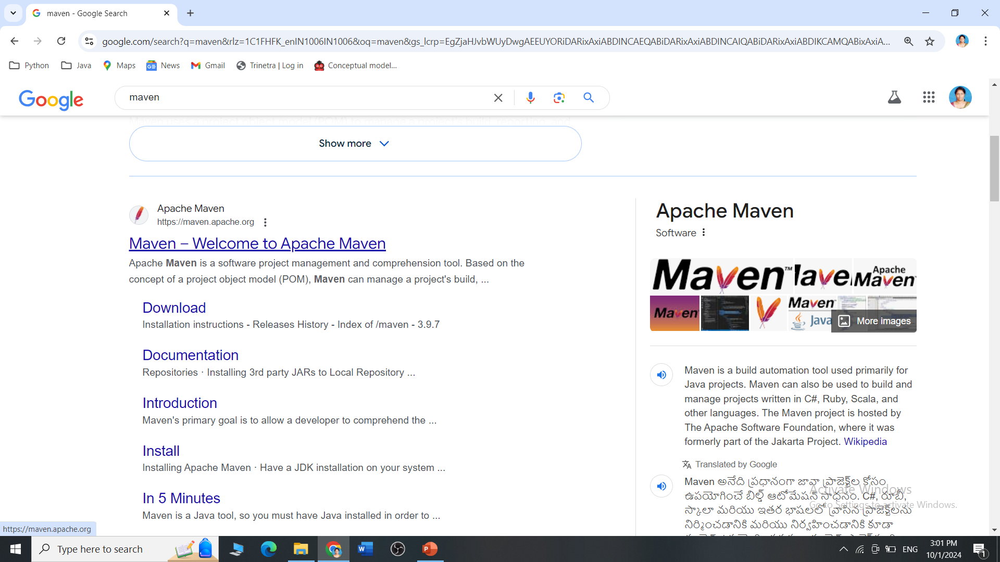 maven - Google Search
google.com/search?q=maven&rlz=1C1FHFK_enIN1006IN1006&oq=maven&gs_lcrp=EgZjaHJvbWUyDwgAEEUYORiDARixAxiABDINCAEQABiDARixAxiABDINCAIQABiDARixAxiABDIKCAMQABixAxiA...
Python Java Maps News Gmail Trinetra | Log in Conceptual model...
Google
maven
Maven uses a project object model (POM) to manage a project's build, reporting, and
Show more
Apache Maven
https://maven.apache.org
Maven – Welcome to Apache Maven
Apache Maven is a software project management and comprehension tool. Based on the
concept of a project object model (POM), Maven can manage a project's build, ...
Download
Installation instructions - Releases History - Index of /maven - 3.9.7
Documentation
Repositories · Installing 3rd party JARs to Local Repository ...
Introduction
Maven's primary goal is to allow a developer to comprehend the ...
Install
Installing Apache Maven · Have a JDK installation on your system ...
In 5 Minutes
Maven is a Java tool, so you must have Java installed in order to ...
Apache Maven
Software
Maven™
Apache
Maven
Maven
Maven
Java
More images
Maven is a build automation tool used primarily for
Java projects. Maven can also be used to build and
manage projects written in C#, Ruby, Scala, and
other languages. The Maven project is hosted by
The Apache Software Foundation, where it was
formerly part of the Jakarta Project. Wikipedia
Translated by Google
Maven అనేది ప్రధానంగా జావా ప్రాజెక్ట్‌ల కోసం
ఉపయోగించే బిల్డ్ ఆటోమేషన్ సాధనం. C#, రూబీ,
స్కాలా మరియు ఇతర భాషలలో వ్రాసిన ప్రాజెక్ట్‌లను
నిర్మించడానికి మరియు నిర్వహించడానికి కూడా
Activate Windows
Go to Settings to activate Windows.
https://maven.apache.org
Type here to search
ENG
3:01 PM
10/1/2024
1